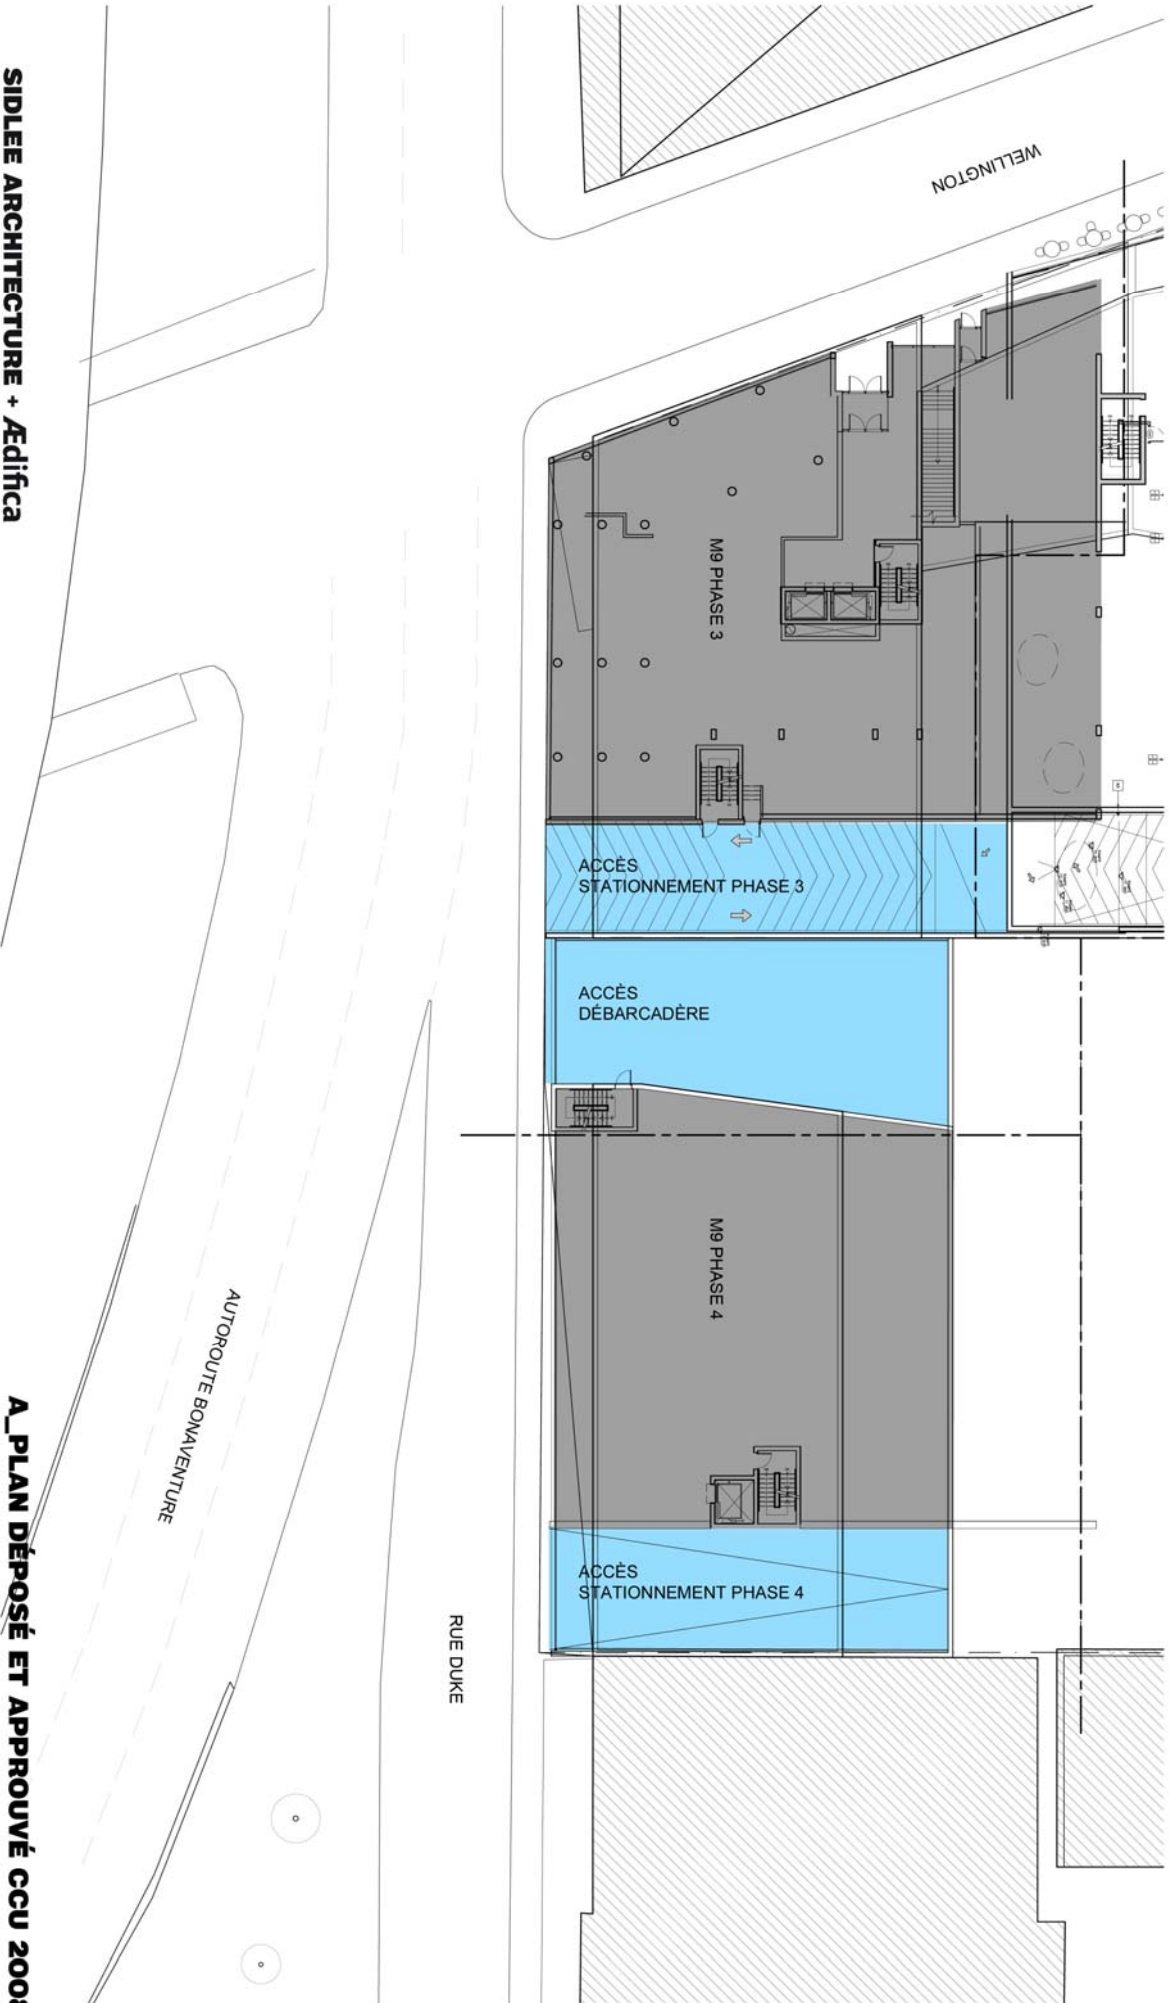 WELLINGTON
M9 PHASE 3
ACCÈS
STATIONNEMENT PHASE 3
ACCÈS
DÉBARCADÈRE
M9 PHASE 4
ACCÈS
STATIONNEMENT PHASE 4
AUTOROUTE BONAVENTURE
RUE DUKE
SIDLEE ARCHITECTURE + Ædifica
A_PLAN DÉPOSÉ ET APPROUVÉ CCU 2008